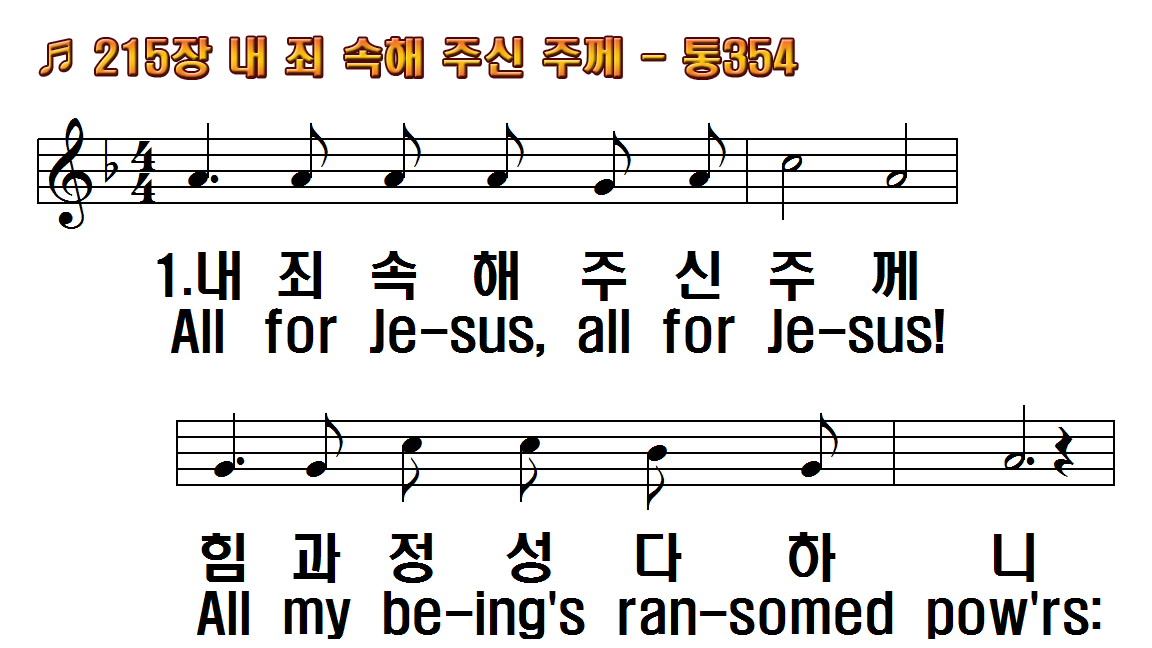 ♬ 215장 내 죄 속해 주신 주께 - 통354
4
4
1.내 죄 속 해 주 신 주 께
All for Je-sus, all for Je-sus!
힘 과 정 성 다 하 니
All my be-ing's ran-somed pow'rs: